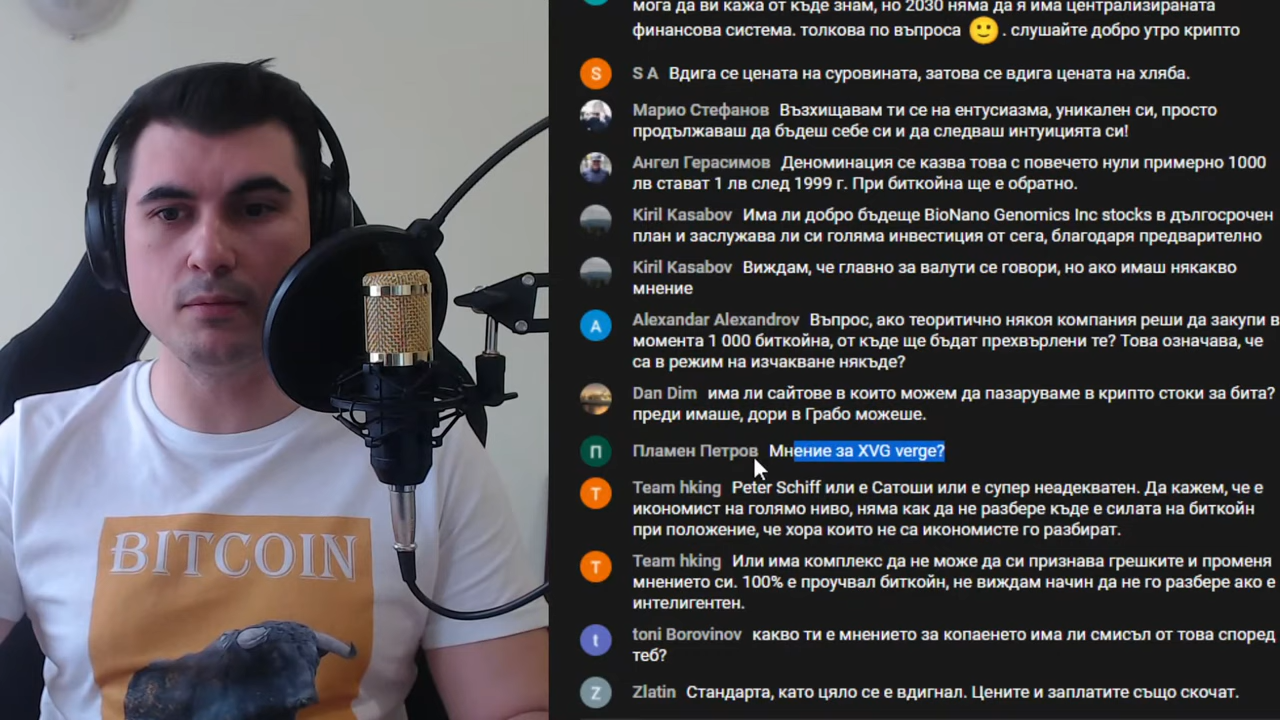 мога да ви кажа от къде знам, но 2030 няма да я има централизираната
финансова система. толкова по въпроса 🙂 . слушайте добро утро крипто
S A Вдига се цената на суровината, затова се вдига цената на хляба.
Марио Стефанов Възхищавам ти се на ентусиазма, уникален си, просто
продължаваш да бъдеш себе си и да следваш интуицията си!
Ангел Герасимов Деноминация се казва това с повечето нули примерно 1000
лв стават 1 лв след 1999 г. При биткойна ще е обратно.
Kiril Kasabov Има ли добро бъдеще BioNano Genomics Inc stocks в дългосрочен
план и заслужава ли си голяма инвестиция от сега, благодаря предварително
Kiril Kasabov Виждам, че главно за валути се говори, но ако имаш някакво
мнение
Alexandar Alexandrov Въпрос, ако теоритично някоя компания реши да закупи в
момента 1 000 биткойна, от къде ще бъдат прехвърлени те? Това означава, че
са в режим на изчакване някъде?
Dan Dim има ли сайтове в които можем да пазаруваме в крипто стоки за бита?
преди имаше, дори в Грабо можеше.
Пламен Петров Мнение за XVG verge?
Team hking Peter Schiff или е Сатоши или е супер неадекватен. Да кажем, че е
икономист на голямо ниво, няма как да не разбере къде е силата на биткойн
при положение, че хора които не са икономисте го разбират.
Team hking Или има комплекс да не може да си признава грешките и променя
мнението си. 100% е проучвал биткойн, не виждам начин да не го разбере ако е
интелигентен.
toni Borovinov какво ти е мнението за копаенето има ли смисъл от това според
теб?
Zlatin Стандарта, като цяло се е вдигнал. Цените и заплатите също скочат.
S
A
П
T
T
t
Z
BITCOIN